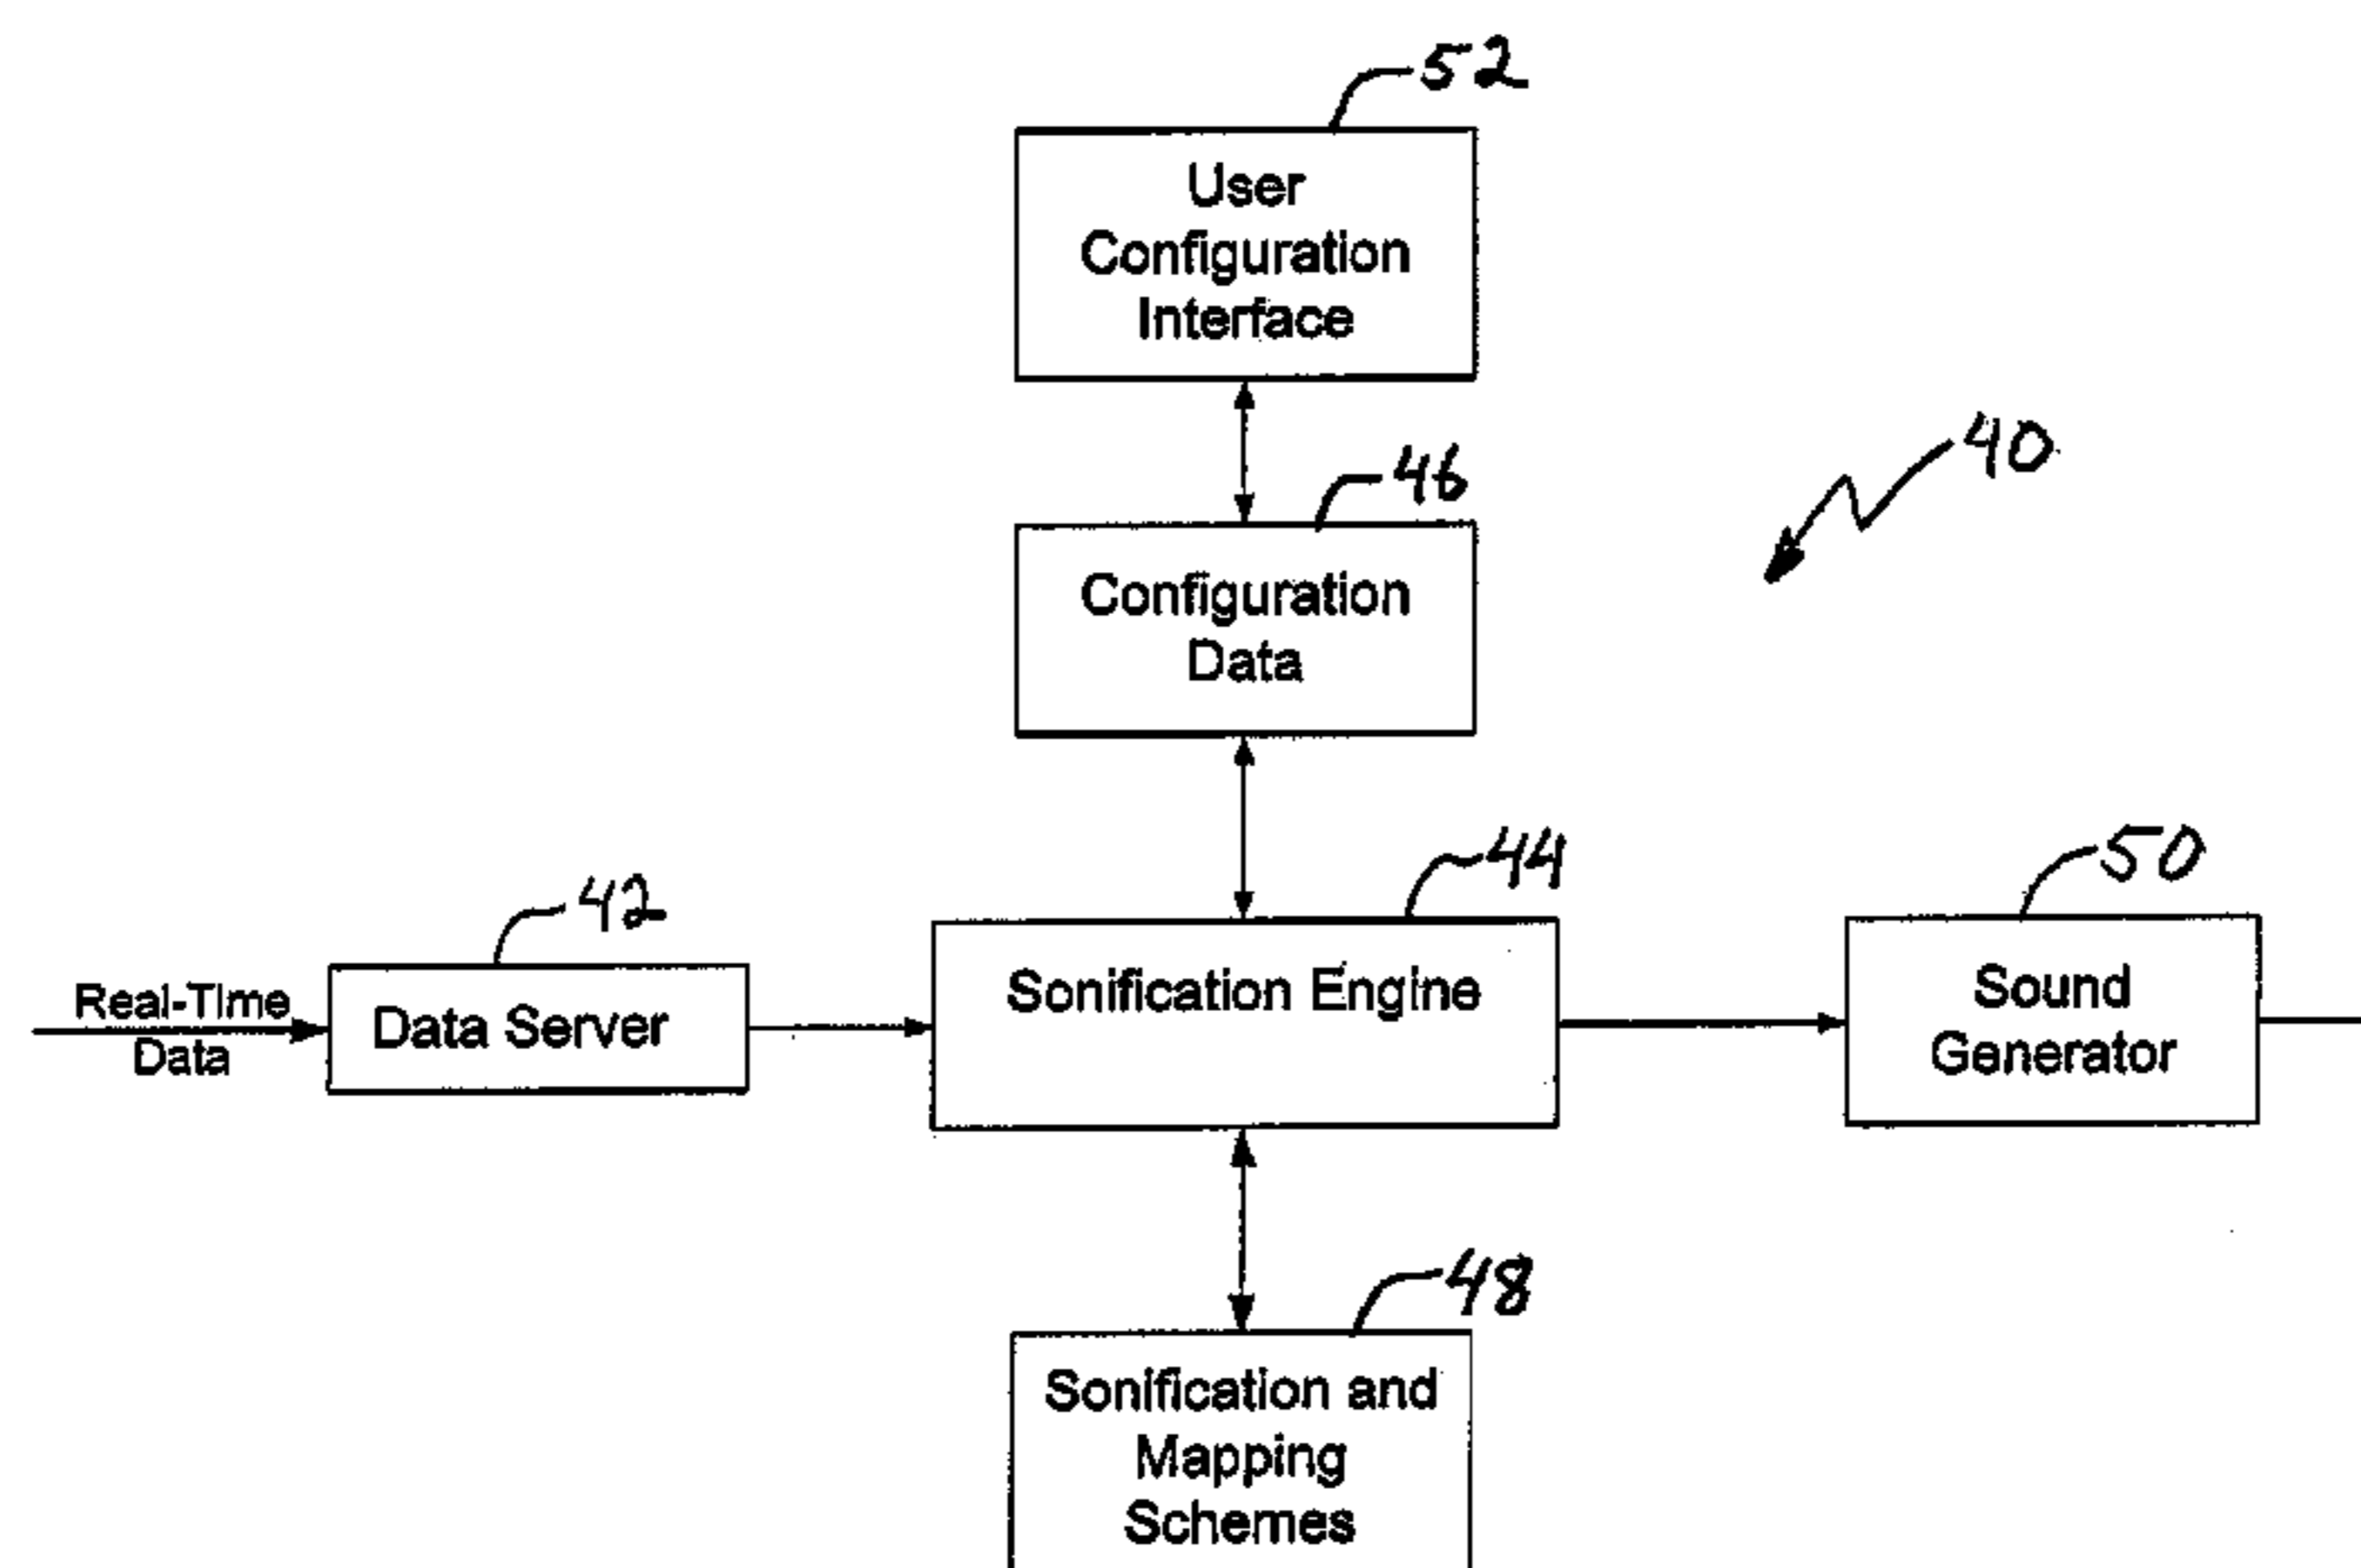 52
User
Configuration
Interface
40
46
Configuration
Data
44
50
42
Real-Time
Data
Data Server
Sonification Engine
Sound
Generator
48
Sonification and
Mapping
Schemes